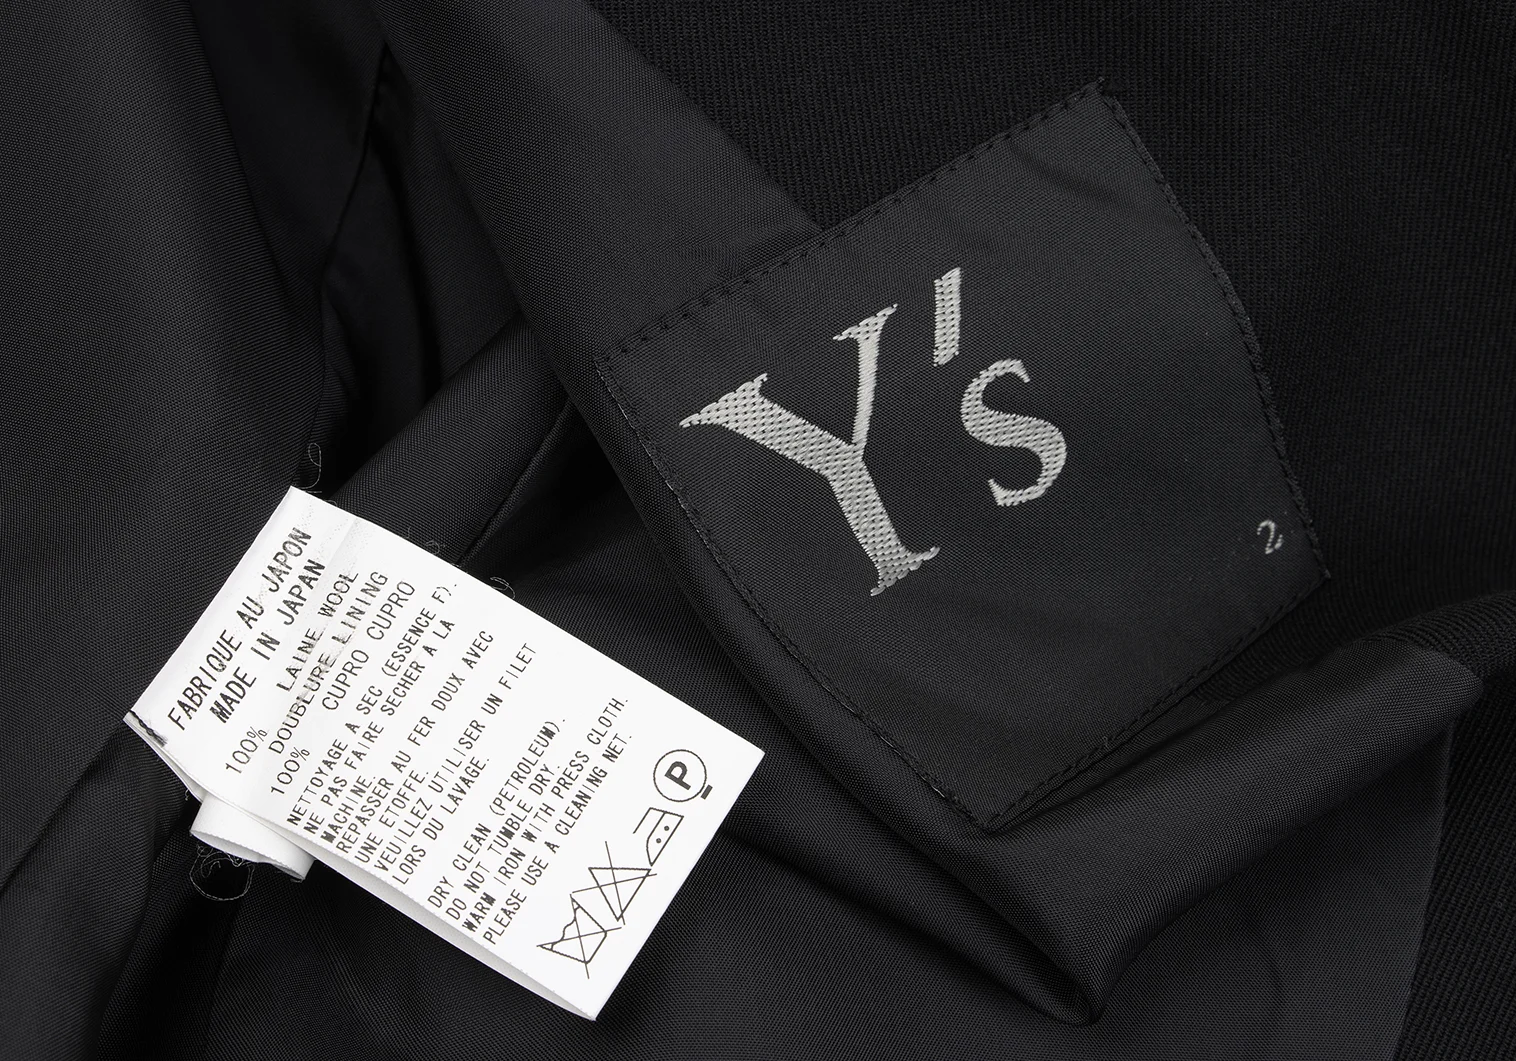 Y's
2
FABRIQUE AU JAPON
MADE IN JAPAN
100% LAINE WOOL
DOUBLURE LINING
100% CUPRO CUPRO
NETTOYAGE A SEC (ESSENCE F).
NE PAS FAIRE SECHER A LA
MACHINE.
REPASSER AU FER DOUX AVEC
UNE ETOFFE.
VEUILLEZ UTILISER UN FILET
LORS DU LAVAGE.
DRY CLEAN (PETROLEUM).
DO NOT TUMBLE DRY.
WARM IRON WITH PRESS CLOTH.
PLEASE USE A CLEANING NET.
P